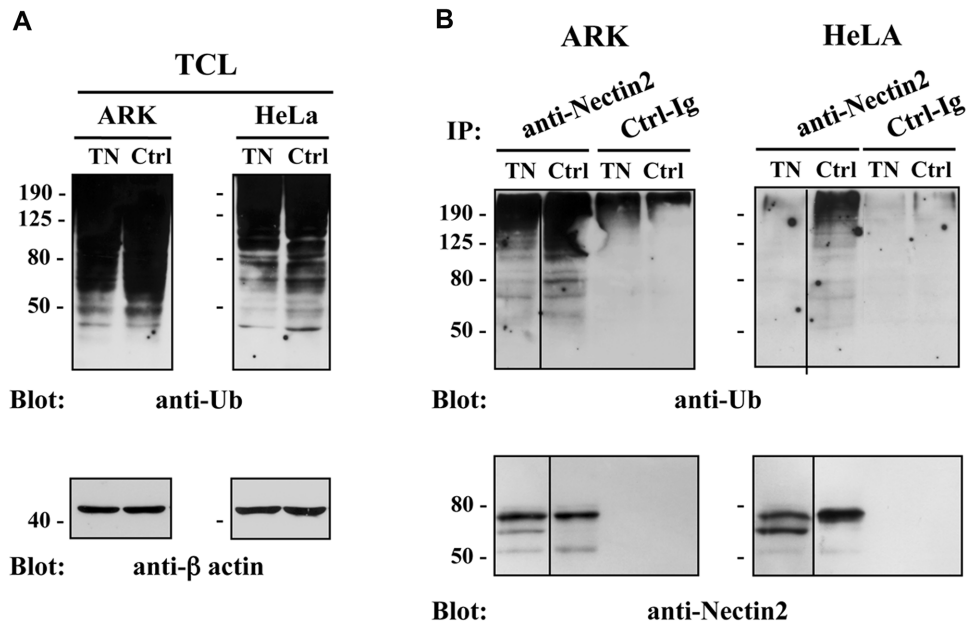 A
TCL
ARK HeLa
TN Ctrl TN Ctrl
190 -
125 -
80 -
50 -
Blot: anti-Ub
40 -
Blot: anti-β actin
B
ARK HeLA
IP: anti-Nectin2 Ctrl-Ig anti-Nectin2 Ctrl-Ig
TN Ctrl TN Ctrl TN Ctrl TN Ctrl
190 -
125 -
80 -
50 -
Blot: anti-Ub
80 -
50 -
Blot: anti-Nectin2